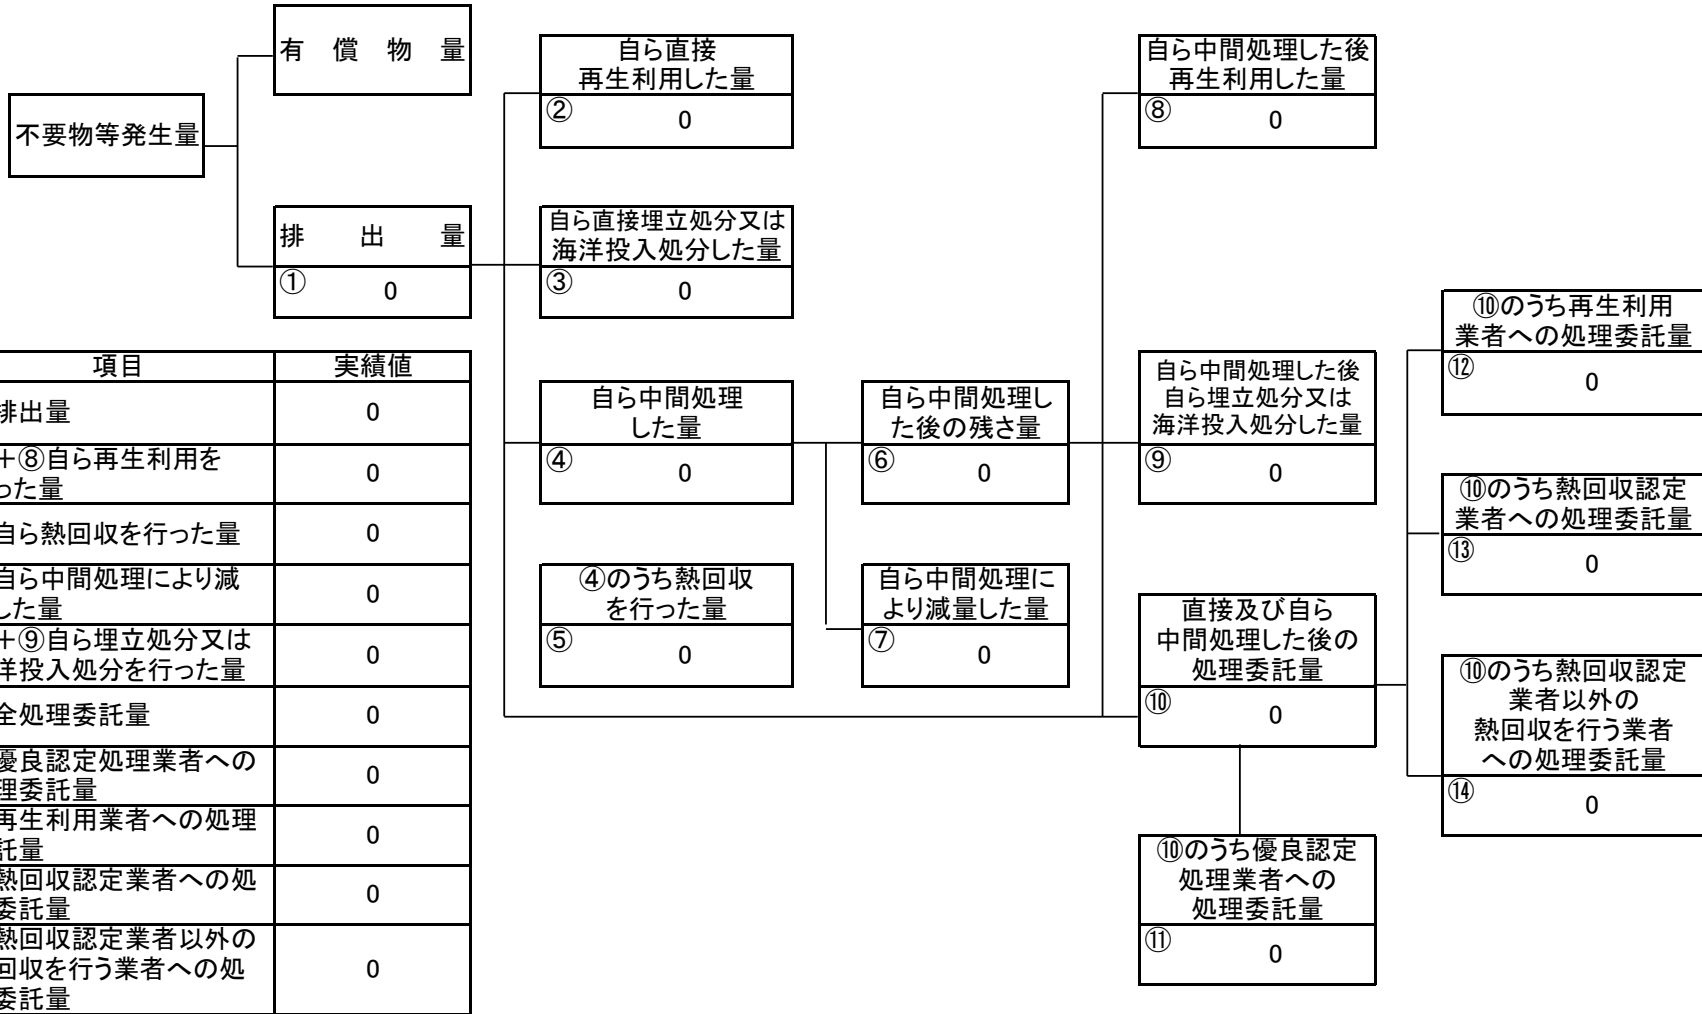 有 償 物 量
不要物等発生量
排 出 量
① 0
自ら直接
再生利用した量
② 0
自ら直接埋立処分又は
海洋投入処分した量
③ 0
自ら中間処理
した量
④ 0
④のうち熱回収
を行った量
⑤ 0
自ら中間処理し
た後の残さ量
⑥ 0
自ら中間処理に
より減量した量
⑦ 0
自ら中間処理した後
再生利用した量
⑧ 0
自ら中間処理した後
自ら埋立処分又は
海洋投入処分した量
⑨ 0
直接及び自ら
中間処理した後の
処理委託量
⑩ 0
⑩のうち優良認定
処理業者への
処理委託量
⑪ 0
⑩のうち再生利用
業者への処理委託量
⑫ 0
⑩のうち熱回収認定
業者への処理委託量
⑬ 0
⑩のうち熱回収認定
業者以外の
熱回収を行う業者
への処理委託量
⑭ 0
項目 実績値
排出量 0
+⑧自ら再生利用を
った量 0
自ら熱回収を行った量 0
自ら中間処理により減
した量 0
+⑨自ら埋立処分又は
洋投入処分を行った量 0
全処理委託量 0
優良認定処理業者への
理委託量 0
再生利用業者への処理
託量 0
熱回収認定業者への処
委託量 0
熱回収認定業者以外の
回収を行う業者への処
委託量 0